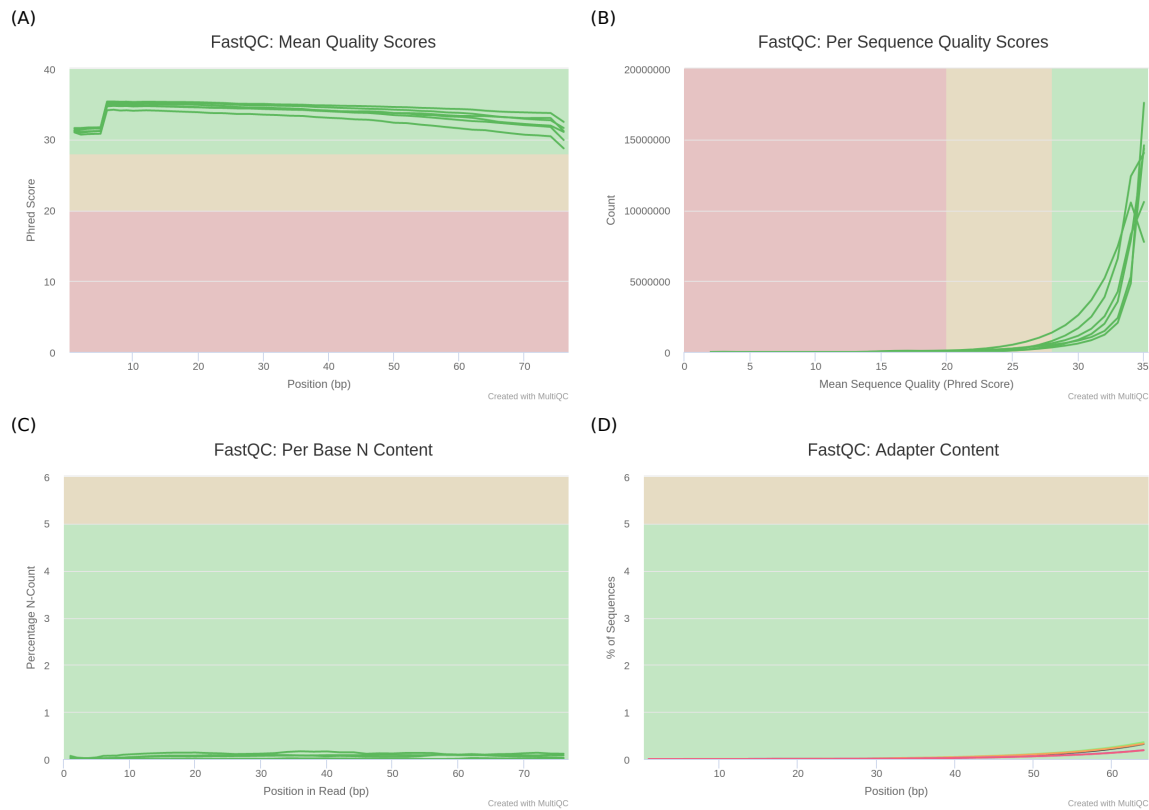 (A)
FastQC: Mean Quality Scores
40
30
20
10
0
Phred Score
10
20
30
40
50
60
70
Position (bp)
Created with MultiQC
(B)
FastQC: Per Sequence Quality Scores
20000000
15000000
10000000
5000000
0
Count
0
5
10
15
20
25
30
35
Mean Sequence Quality (Phred Score)
Created with MultiQC
(C)
FastQC: Per Base N Content
6
5
4
3
2
1
0
Percentage N-Count
0
10
20
30
40
50
60
70
Position in Read (bp)
Created with MultiQC
(D)
FastQC: Adapter Content
6
5
4
3
2
1
0
% of Sequences
10
20
30
40
50
60
Position (bp)
Created with MultiQC